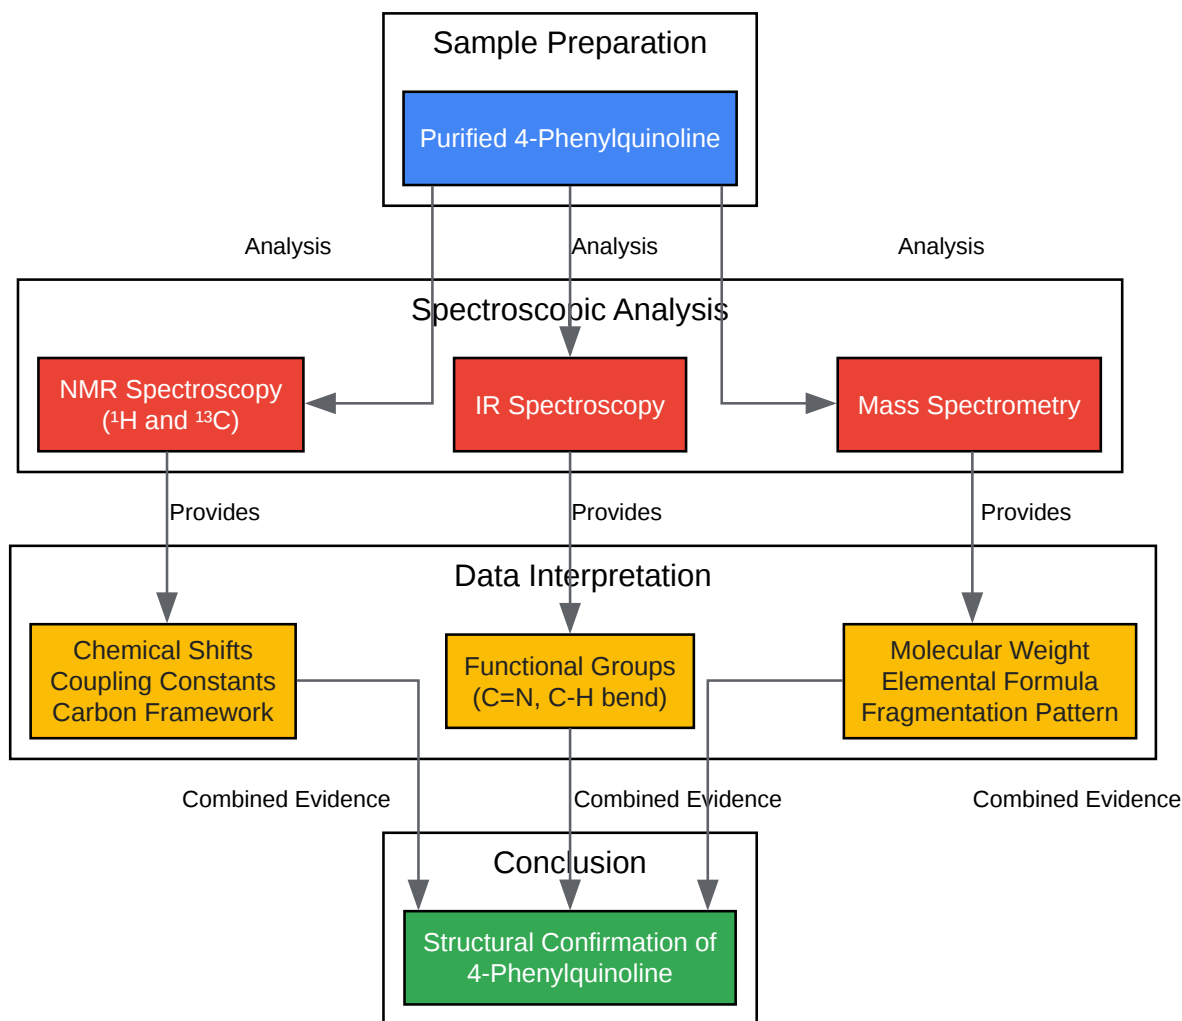 Sample Preparation
Purified 4-Phenylquinoline
Analysis
Analysis
Analysis
Spectroscopic Analysis
NMR Spectroscopy
(¹H and ¹³C)
IR Spectroscopy
Mass Spectrometry
Provides
Provides
Provides
Data Interpretation
Chemical Shifts
Coupling Constants
Carbon Framework
Functional Groups
(C=N, C-H bend)
Molecular Weight
Elemental Formula
Fragmentation Pattern
Combined Evidence
Combined Evidence
Combined Evidence
Conclusion
Structural Confirmation of
4-Phenylquinoline